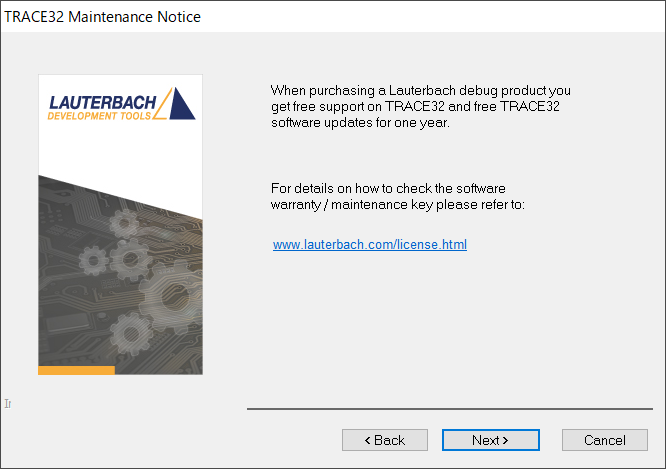 TRACE32 Maintenance Notice
LAUTERBACH
DEVELOPMENT TOOLS
When purchasing a Lauterbach debug product you
get free support on TRACE32 and free TRACE32
software updates for one year.
For details on how to check the software
warranty / maintenance key please refer to:
www.lauterbach.com/license.html
< Back
Next >
Cancel